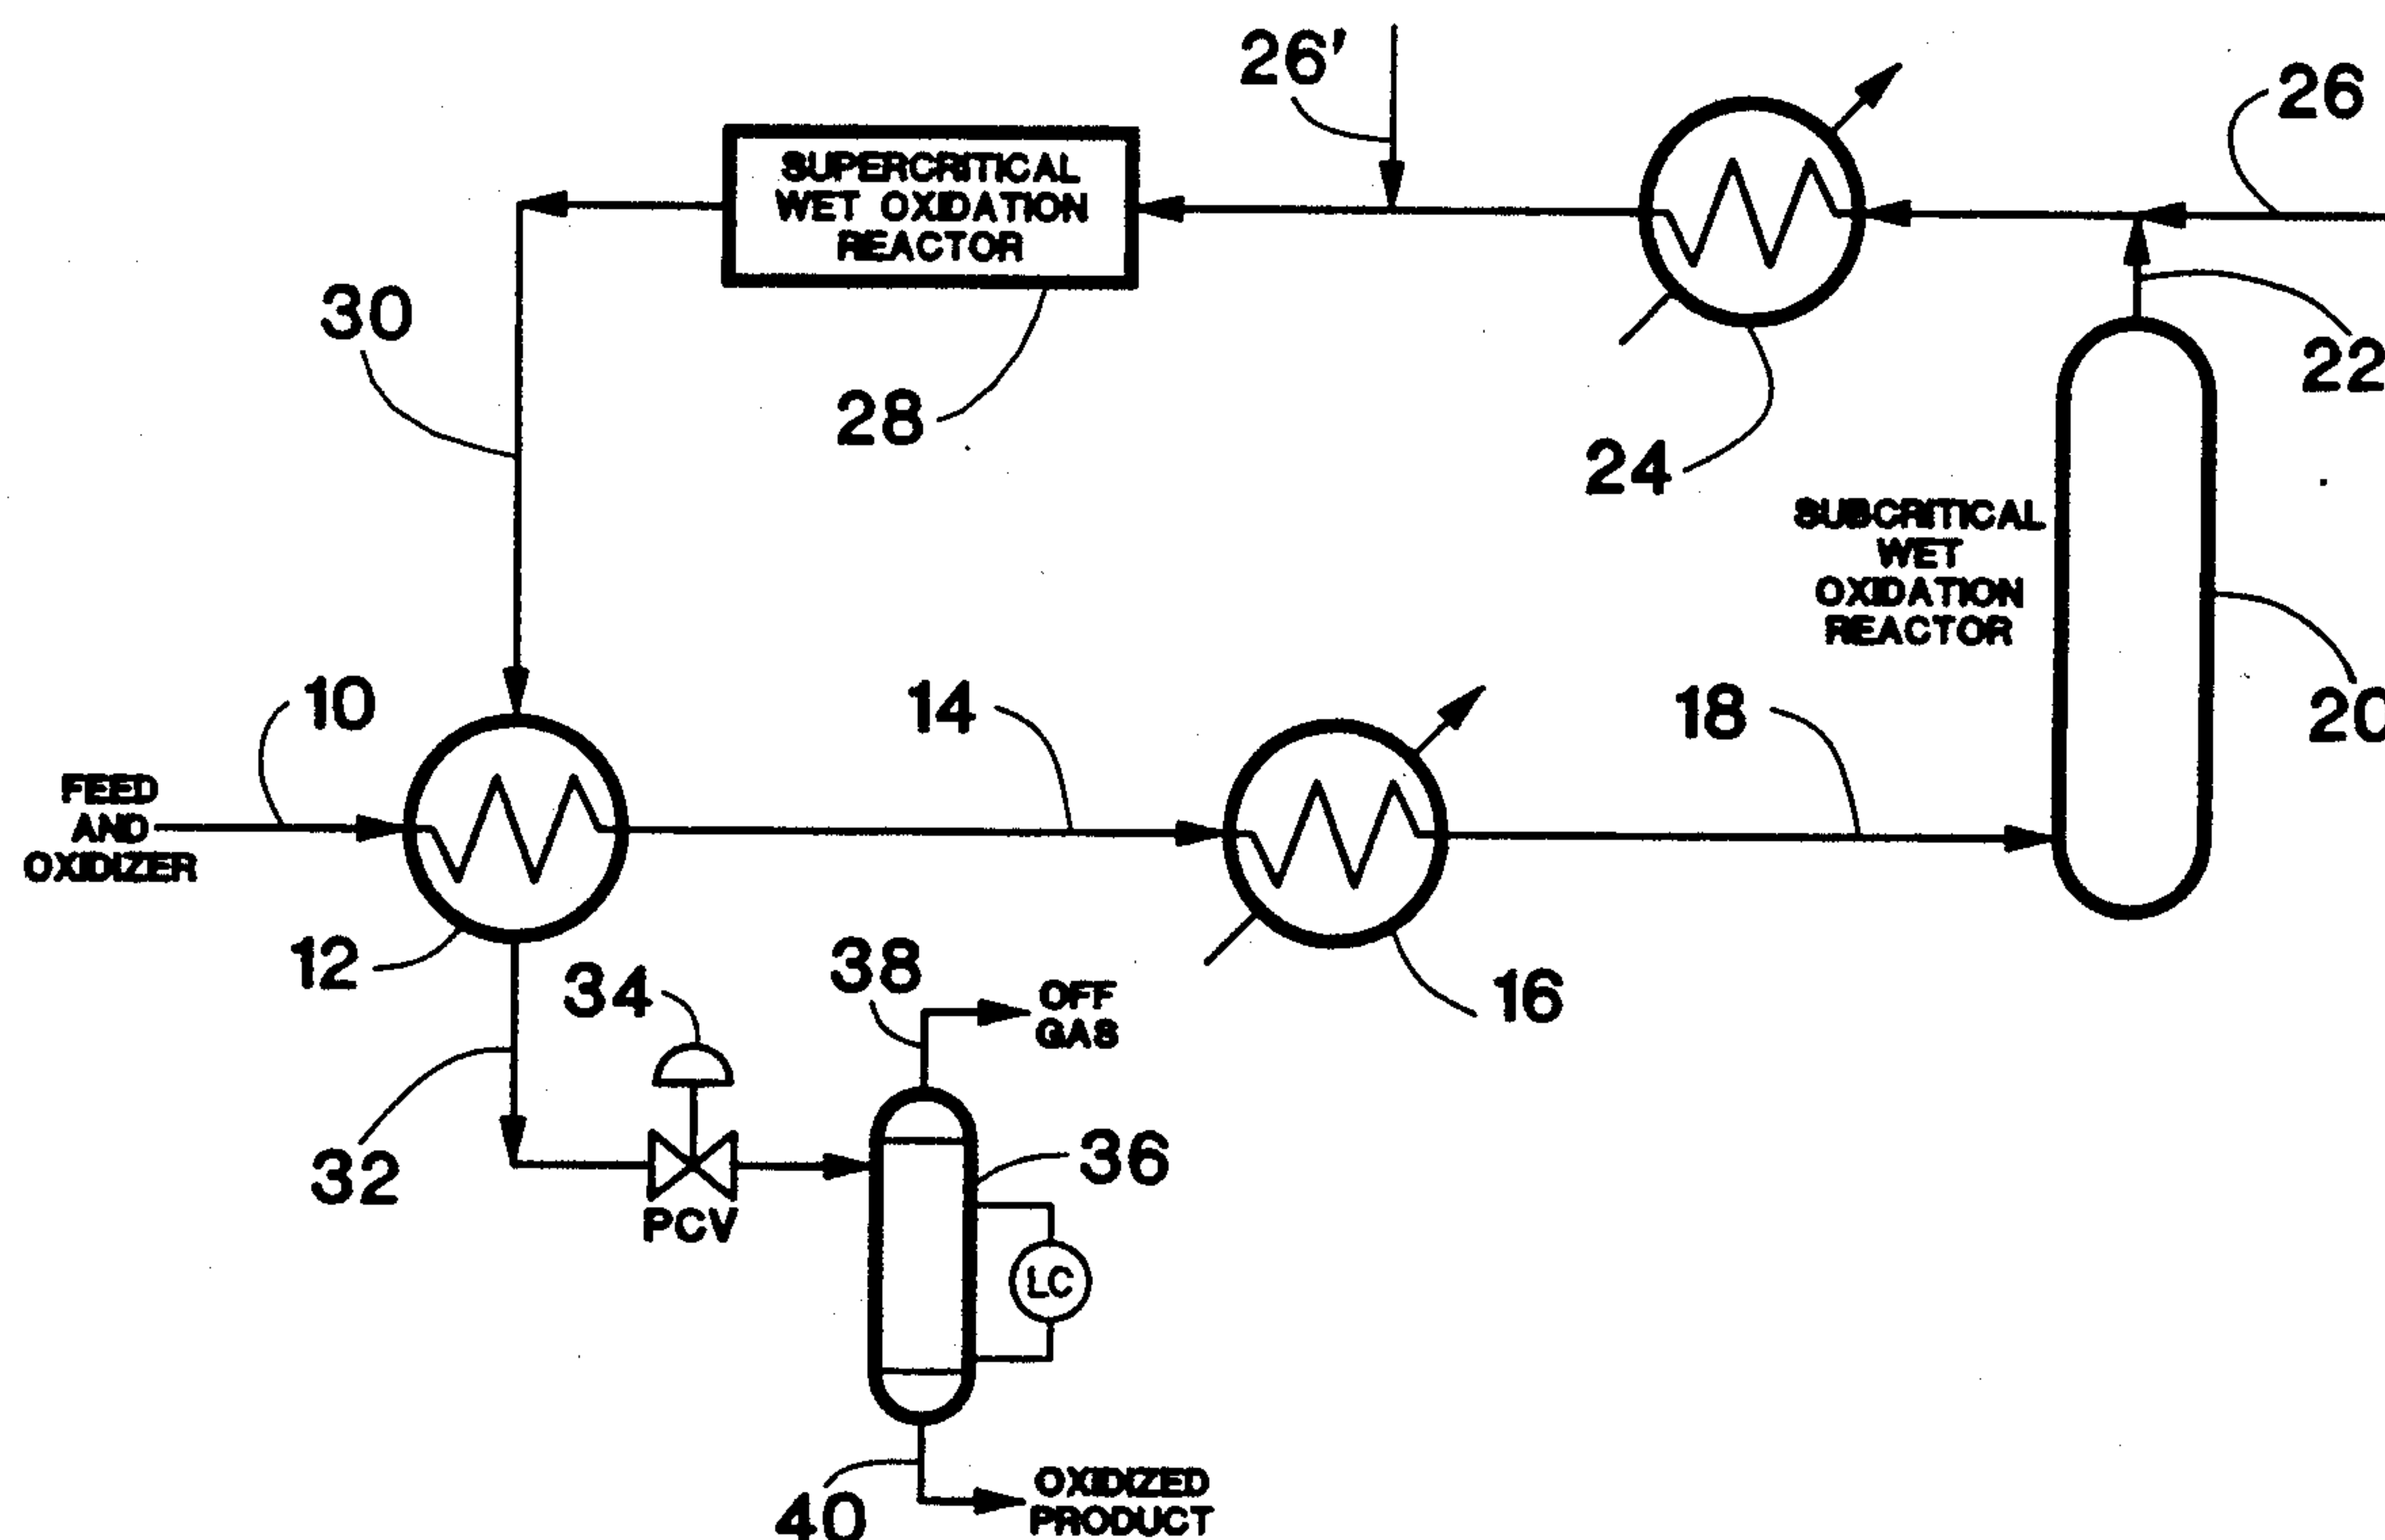 26'
26
SUPERCRITICAL
WET OXIDATION
REACTOR
30
28
24
22
SUBCRITICAL
WET
OXIDATION
REACTOR
20
10
14
18
FEED
AND
OXIDIZER
12
34
38
OFF
GAS
16
32
PCV
36
LC
40
OXIDIZED
PRODUCT